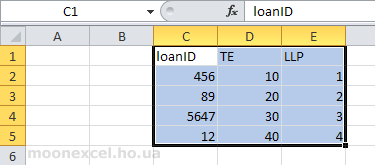 C1 fx loanID
A B C D E
1 loanID TE LLP
2 456 10 1
3 89 20 2
4 5647 30 3
5 12 40 4
6
moonexcel.ho.ua